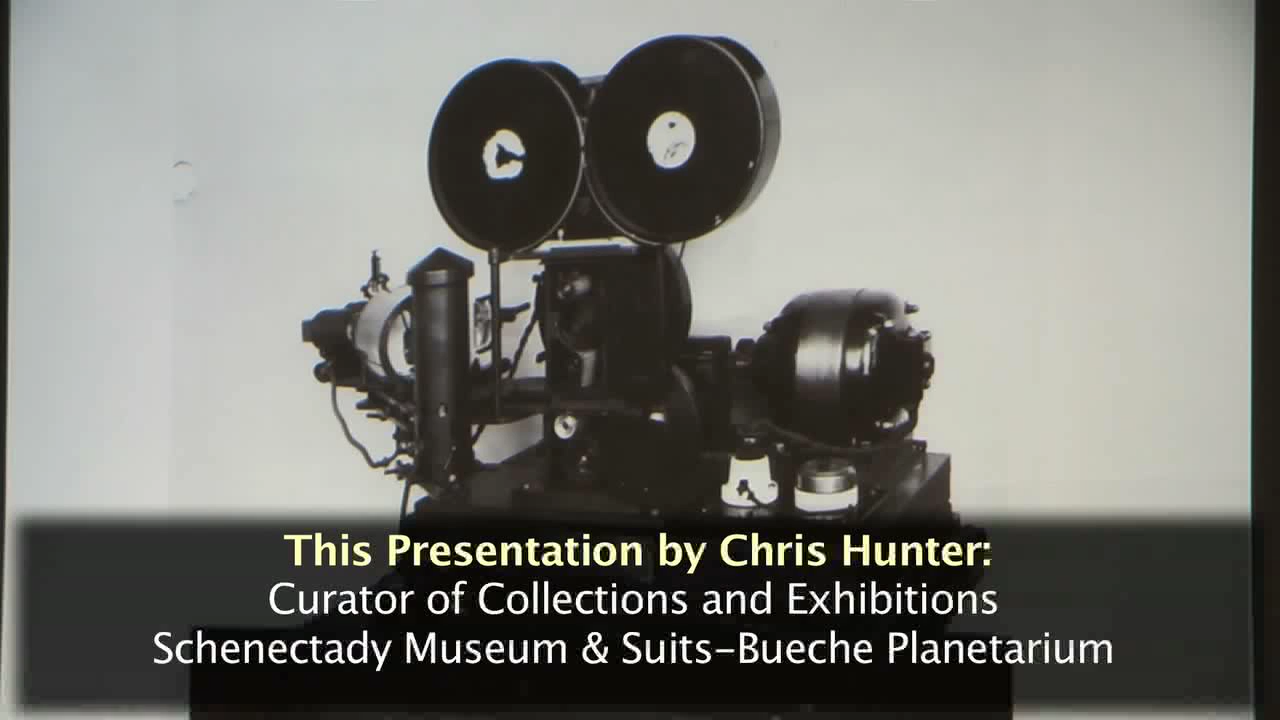 This Presentation by Chris Hunter:
Curator of Collections and Exhibitions
Schenectady Museum & Suits-Bueche Planetarium